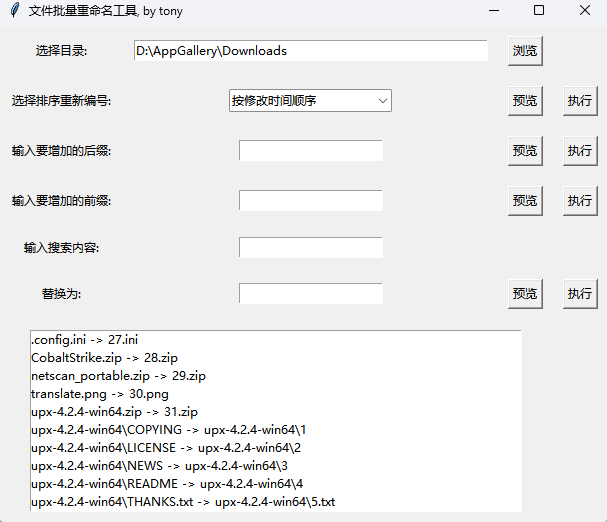 文件批量重命名工具, by tony
选择目录: D:\AppGallery\Downloads 浏览
选择排序重新编号: 按修改时间顺序 预览 执行
输入要增加的后缀: 预览 执行
输入要增加的前缀: 预览 执行
输入搜索内容:
替换为: 预览 执行
.config.ini -> 27.ini
CobaltStrike.zip -> 28.zip
netscan_portable.zip -> 29.zip
translate.png -> 30.png
upx-4.2.4-win64.zip -> 31.zip
upx-4.2.4-win64\COPYING -> upx-4.2.4-win64\1
upx-4.2.4-win64\LICENSE -> upx-4.2.4-win64\2
upx-4.2.4-win64\NEWS -> upx-4.2.4-win64\3
upx-4.2.4-win64\README -> upx-4.2.4-win64\4
upx-4.2.4-win64\THANKS.txt -> upx-4.2.4-win64\5.txt